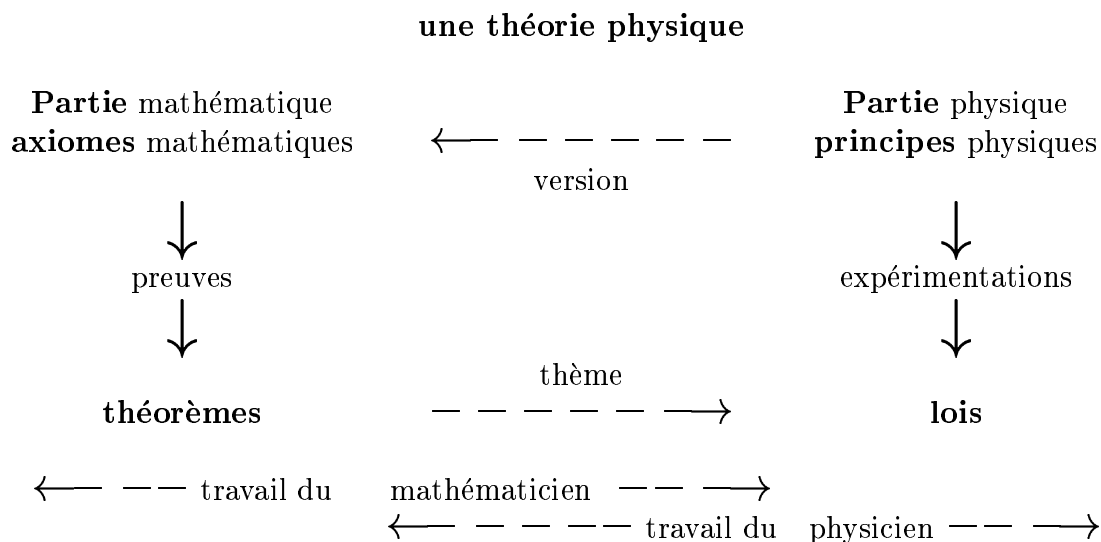 une théorie physique
Partie mathématique
axiomes mathématiques
Partie physique
principes physiques
version
preuves
expérimentations
thème
théorèmes
lois
travail du mathématicien
travail du physicien